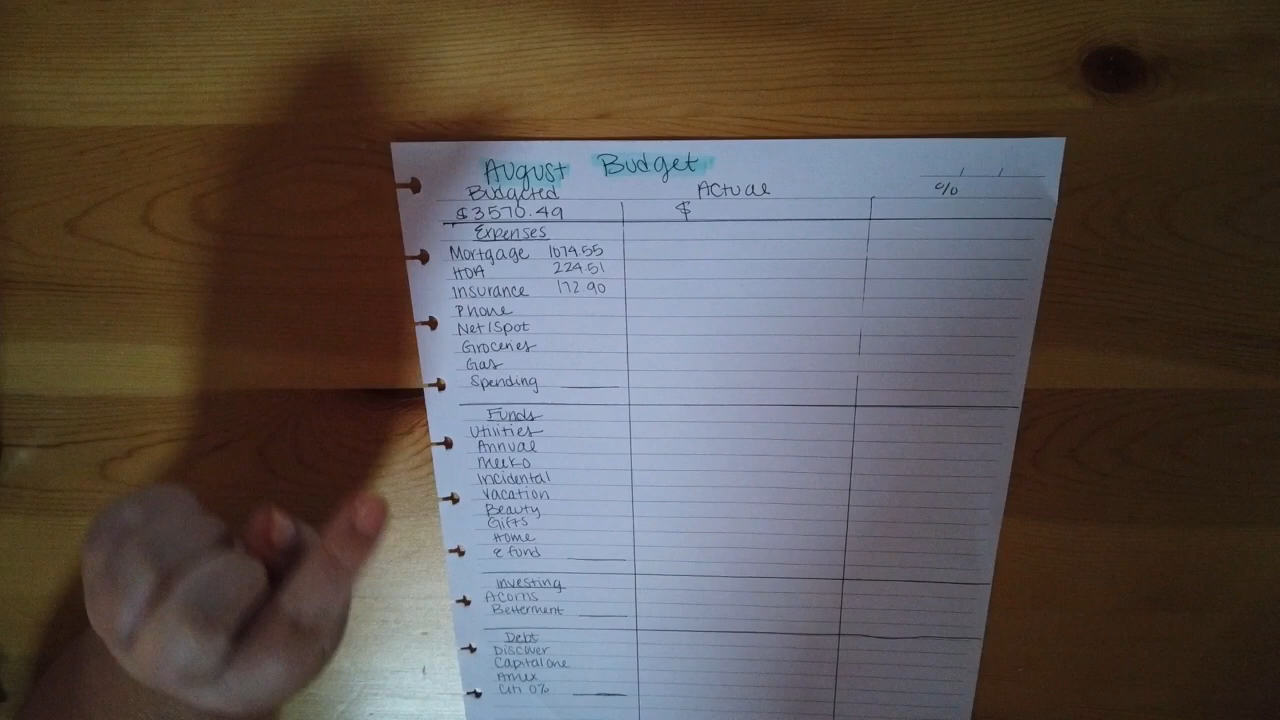 August Budget
Budgeted Actual %
$3570.49 $
Expenses
Mortgage 1074.55
HOA 224.51
Insurance 172.90
Phone
Net/Spot
Groceries
Gas
Spending
Funds
Utilities
Annual
Meeko
Incidental
Vacation
Beauty
Gifts
Home
e fund
Investing
Acorns
Betterment
Debt
Discover
Capital one
Amex
Citi 0%